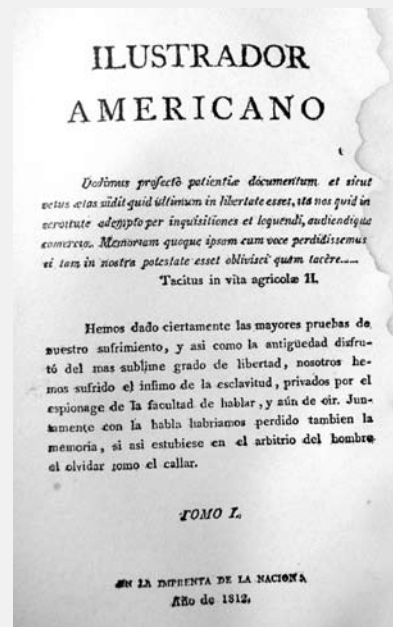 ILUSTRADOR
AMERICANO
Dedimus profectò patientiæ documentum et sicut
vetus ætas vidit quid ultimum in libertate esset, ita nos quid in
servitute adempto per inquisitiones et loquendi, audiendique
comercio. Memoriam quoque ipsam cum voce perdidissemus
si tam in nostra potestate esset oblivisci quàm tacère.....
Tacitus in vita agricolæ II.
Hemos dado ciertamente las mayores pruebas de
nuestro sufrimiento, y asi como la antigüedad disfru-
tó del mas sublime grado de libertad, nosotros he-
mos sufrido el infimo de la esclavitud, privados por el
espionage de la facultad de hablar, y aún de oir. Jun-
tamente con la habla habriamos perdido tambien la
memoria, si asi estubiese en el arbitrio del hombre
el olvidar como el callar.
TOMO I.
EN LA IMPRENTA DE LA NACION.
Año de 1812.